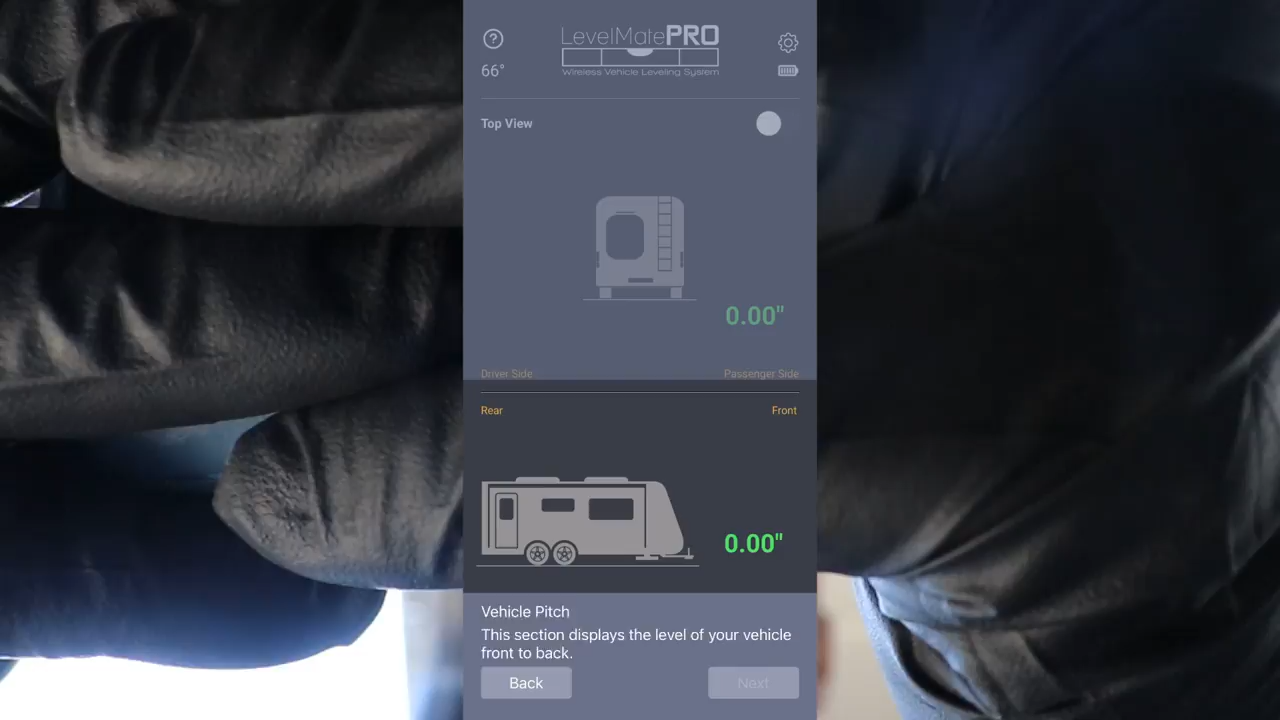 LevelMatePRO
Wireless Vehicle Leveling System
66°
Top View
0.00"
Driver Side Passenger Side
Rear Front
0.00"
Vehicle Pitch
This section displays the level of your vehicle
front to back.
Back Next